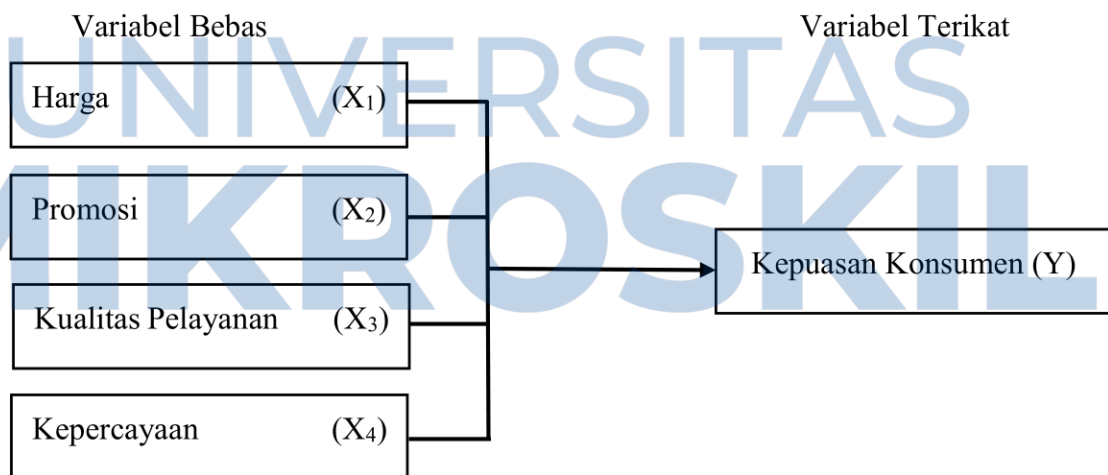 Variabel Bebas
Variabel Terikat
UNIVERSITAS
MIKROSKIL
Harga (X₁)
Promosi (X₂)
Kualitas Pelayanan (X₃)
Kepercayaan (X₄)
Kepuasan Konsumen (Y)